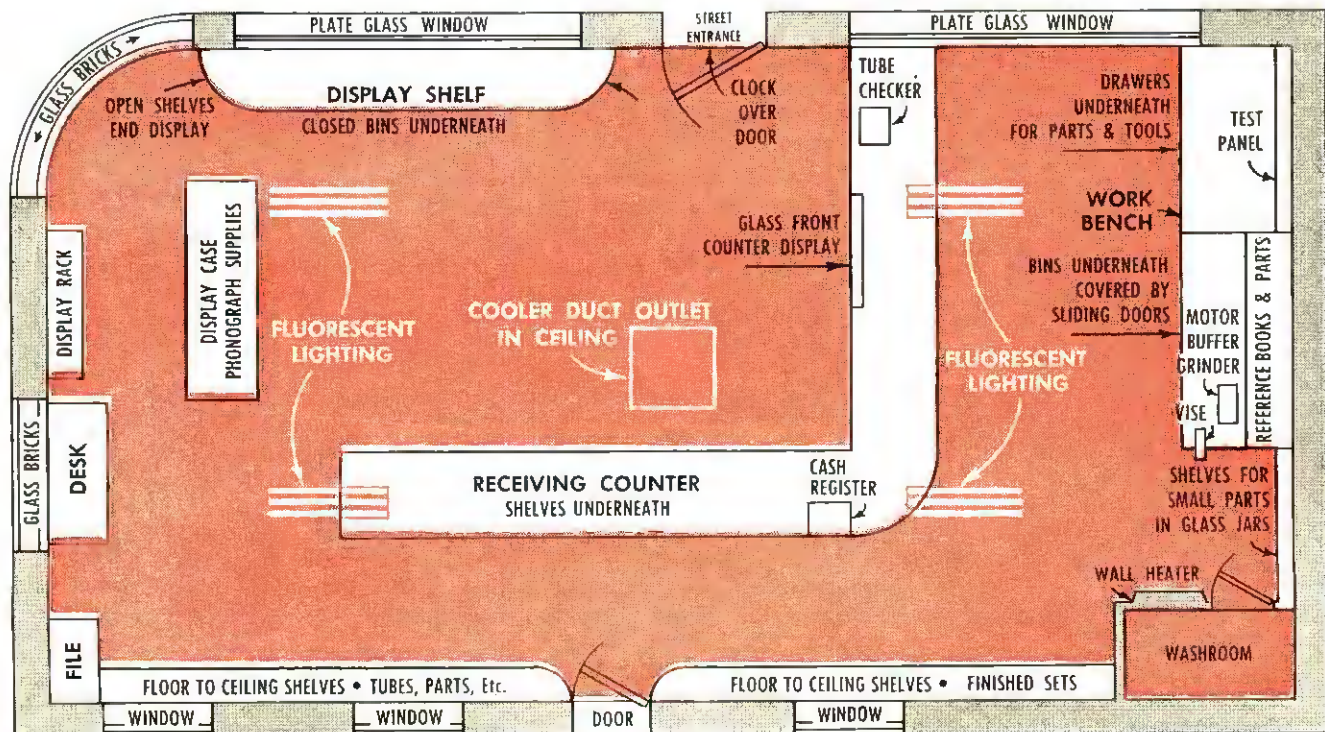 PLATE GLASS WINDOW
STREET
ENTRANCE
PLATE GLASS WINDOW
GLASS BRICKS
OPEN SHELVES
END DISPLAY
DISPLAY SHELF
CLOSED BINS UNDERNEATH
CLOCK
OVER
DOOR
TUBE
CHECKER
DRAWERS
UNDERNEATH
FOR PARTS & TOOLS
TEST
PANEL
DISPLAY RACK
DISPLAY CASE
PHONOGRAPH SUPPLIES
FLUORESCENT
LIGHTING
COOLER DUCT OUTLET
IN CEILING
GLASS FRONT
COUNTER DISPLAY
FLUORESCENT
LIGHTING
WORK
BENCH
BINS UNDERNEATH
COVERED BY
SLIDING DOORS
MOTOR
BUFFER
GRINDER
VISE
REFERENCE BOOKS & PARTS
GLASS BRICKS
DESK
RECEIVING COUNTER
SHELVES UNDERNEATH
CASH
REGISTER
SHELVES FOR
SMALL PARTS
IN GLASS JARS
WALL HEATER
WASHROOM
FILE
FLOOR TO CEILING SHELVES • TUBES, PARTS, Etc.
FLOOR TO CEILING SHELVES • FINISHED SETS
WINDOW
WINDOW
DOOR
WINDOW